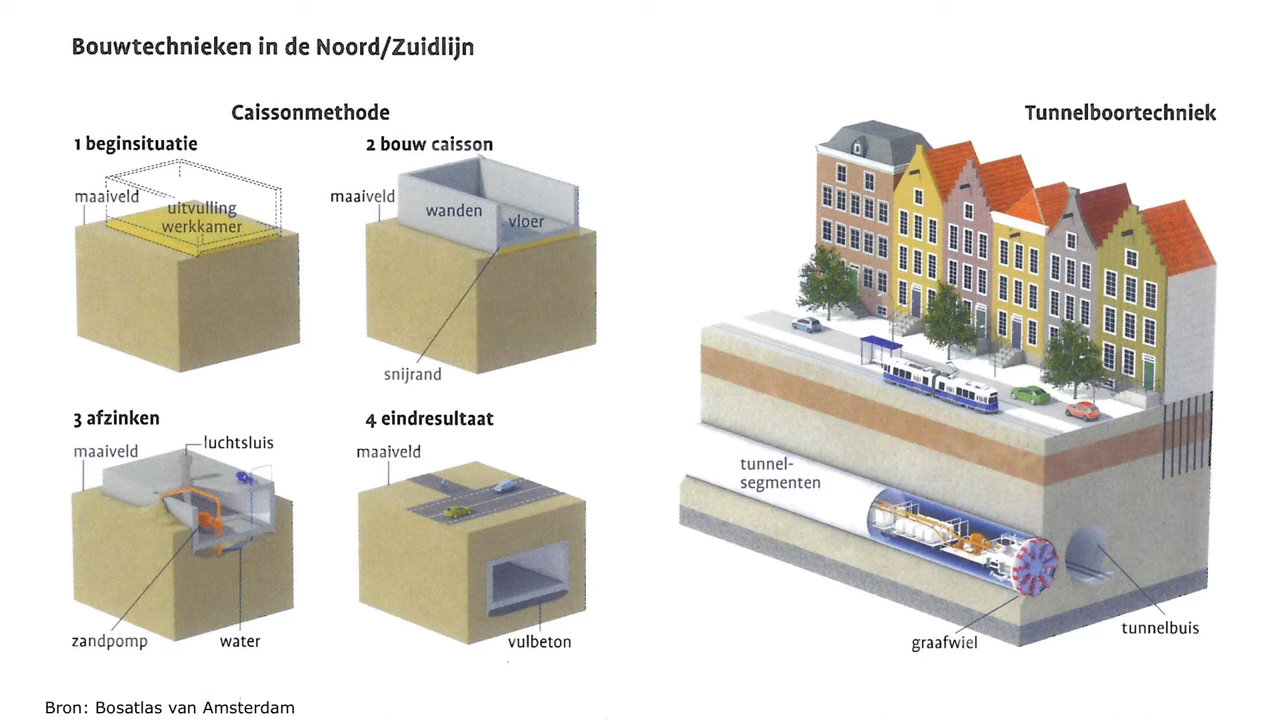 Bouwtechnieken in de Noord/Zuidlijn
Caissonmethode
1 beginsituatie
maaiveld
uitvulling
werkkamer
2 bouw caisson
maaiveld
wanden
vloer
snijrand
3 afzinken
maaiveld
luchtsluis
zandpomp
water
4 eindresultaat
maaiveld
vulbeton
Tunnelboortechniek
tunnel-
segmenten
graafwiel
tunnelbuis
Bron: Bosatlas van Amsterdam